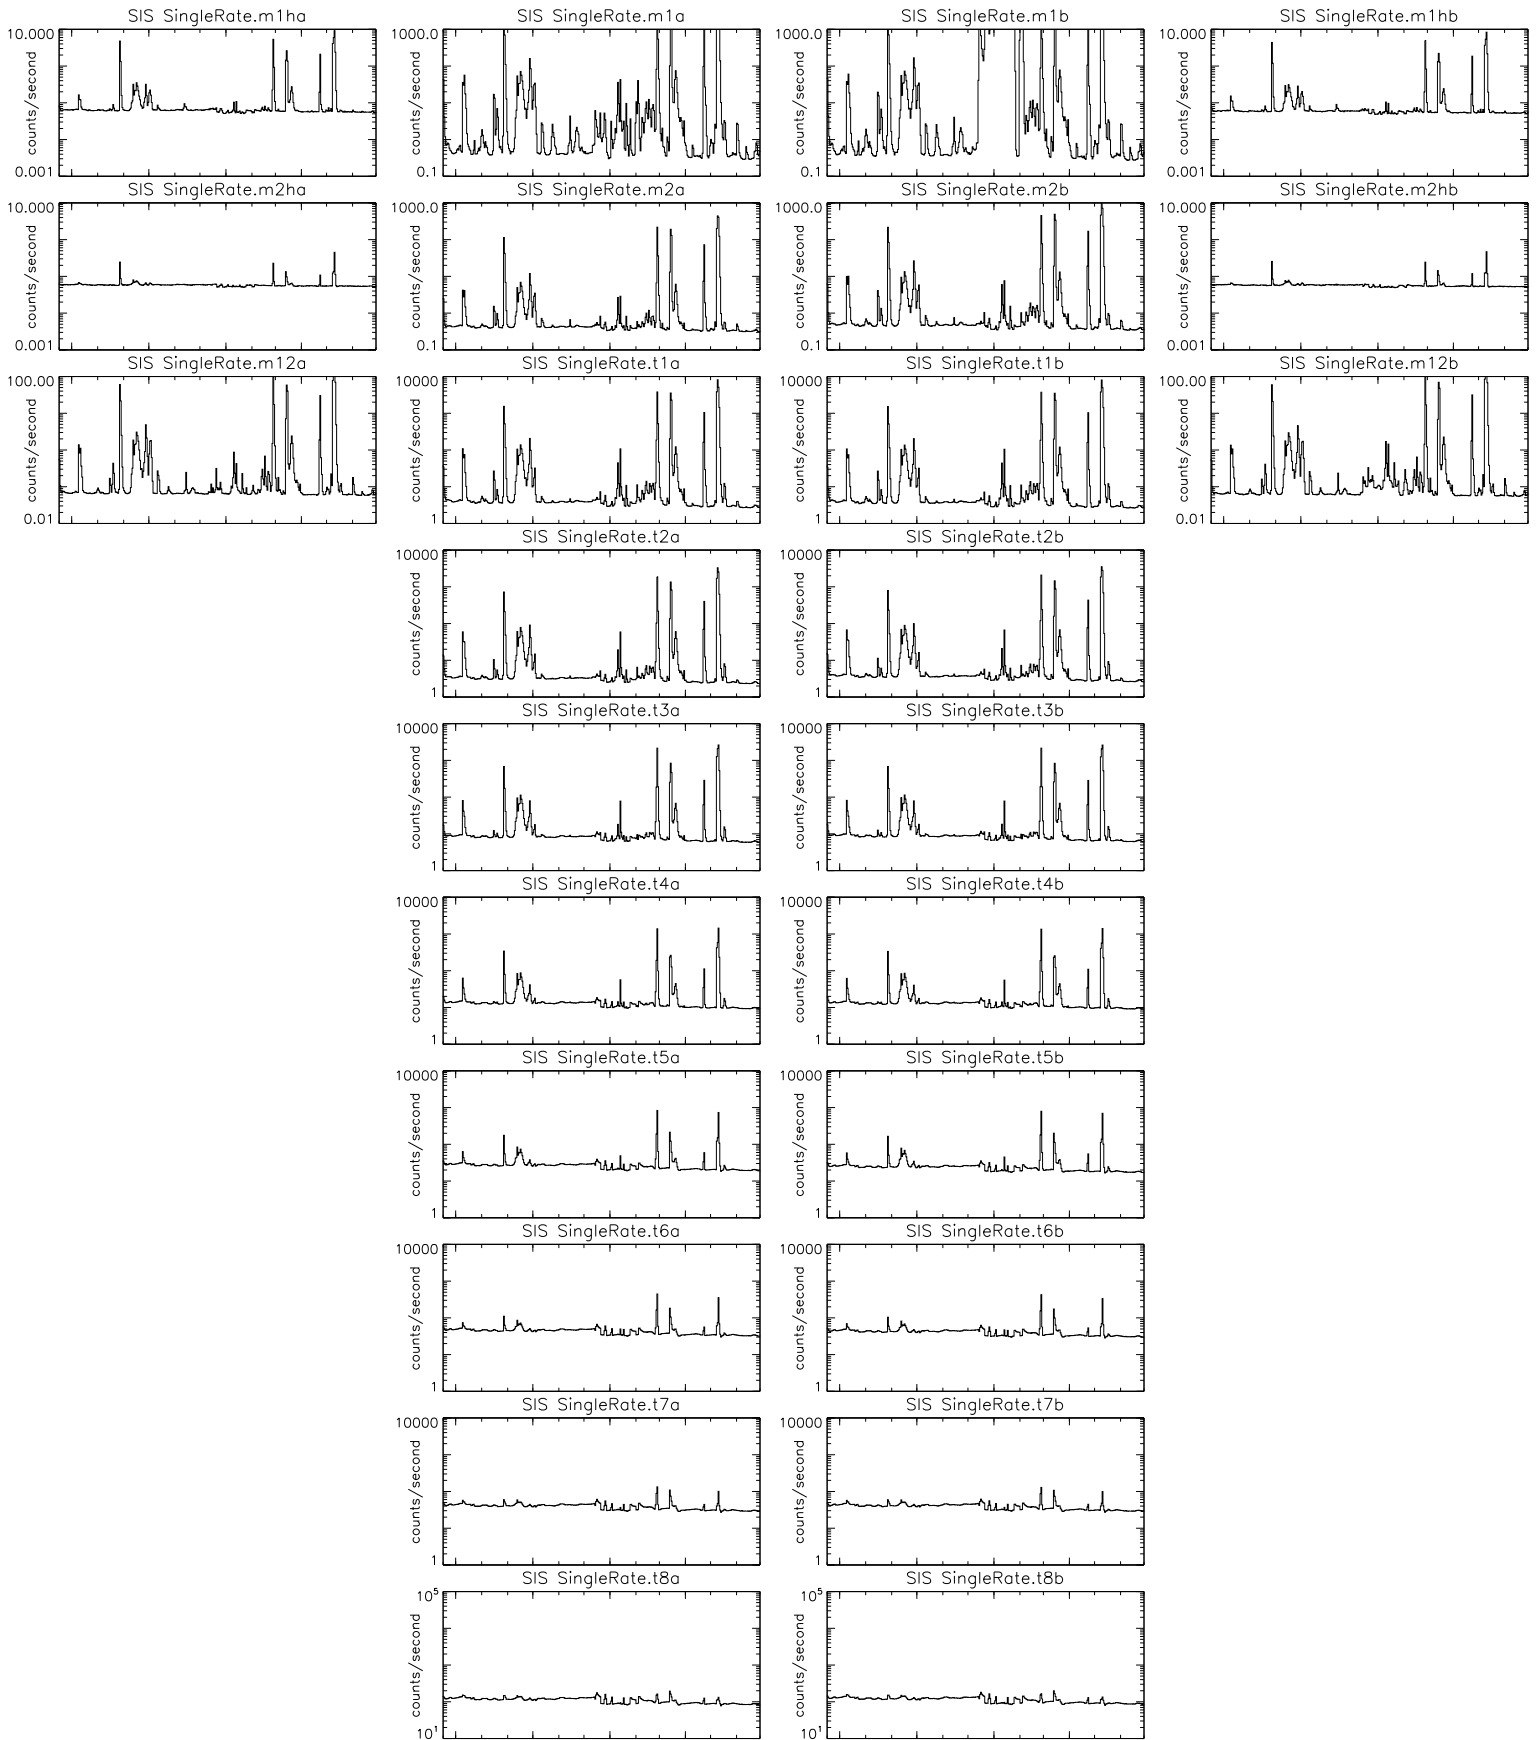 SIS SingleRate.m1ha
SIS SingleRate.m1a
SIS SingleRate.m1b
SIS SingleRate.m1hb
10.000
counts/second
0.001
1000.0
counts/second
0.1
1000.0
counts/second
0.1
10.000
counts/second
0.001
SIS SingleRate.m2ha
SIS SingleRate.m2a
SIS SingleRate.m2b
SIS SingleRate.m2hb
10.000
counts/second
0.001
1000.0
counts/second
0.1
1000.0
counts/second
0.1
10.000
counts/second
0.001
SIS SingleRate.m12a
SIS SingleRate.t1a
SIS SingleRate.t1b
SIS SingleRate.m12b
100.00
counts/second
0.01
10000
counts/second
1
10000
counts/second
1
100.00
counts/second
0.01
SIS SingleRate.t2a
SIS SingleRate.t2b
10000
counts/second
1
10000
counts/second
1
SIS SingleRate.t3a
SIS SingleRate.t3b
10000
counts/second
1
10000
counts/second
1
SIS SingleRate.t4a
SIS SingleRate.t4b
10000
counts/second
1
10000
counts/second
1
SIS SingleRate.t5a
SIS SingleRate.t5b
10000
counts/second
1
10000
counts/second
1
SIS SingleRate.t6a
SIS SingleRate.t6b
10000
counts/second
1
10000
counts/second
1
SIS SingleRate.t7a
SIS SingleRate.t7b
10000
counts/second
1
10000
counts/second
1
SIS SingleRate.t8a
SIS SingleRate.t8b
10⁵
counts/second
10¹
10⁵
counts/second
10¹